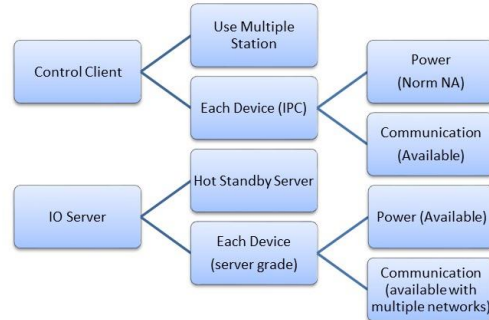 Use Multiple
Station
Control Client
Each Device (IPC)
Power
(Norm NA)
Communication
(Available)
Hot Standby Server
IO Server
Each Device
(server grade)
Power (Available)
Communication
(available with
multiple networks)